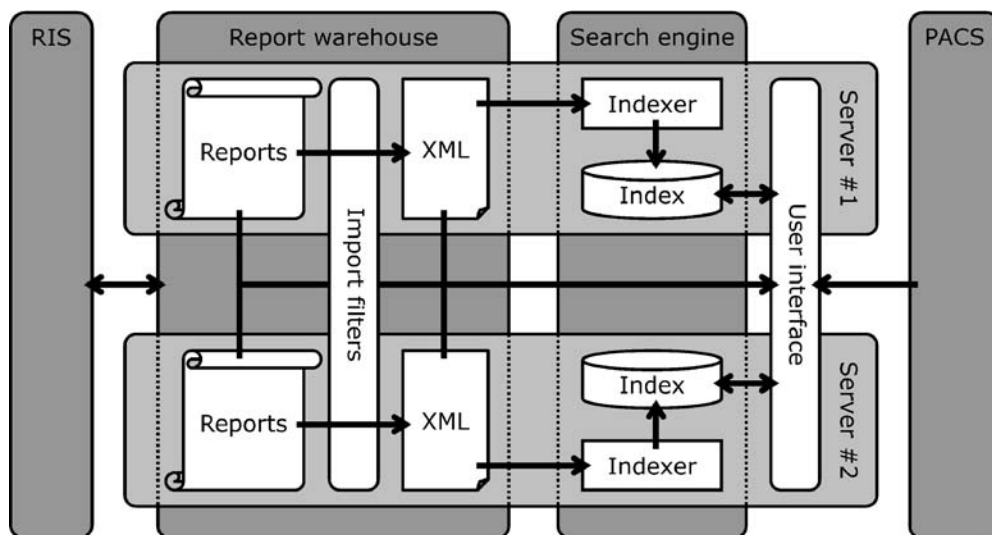 RIS
Report warehouse
Search engine
PACS
Reports
XML
Indexer
Index
Server #1
Import filters
User interface
Reports
XML
Index
Indexer
Server #2